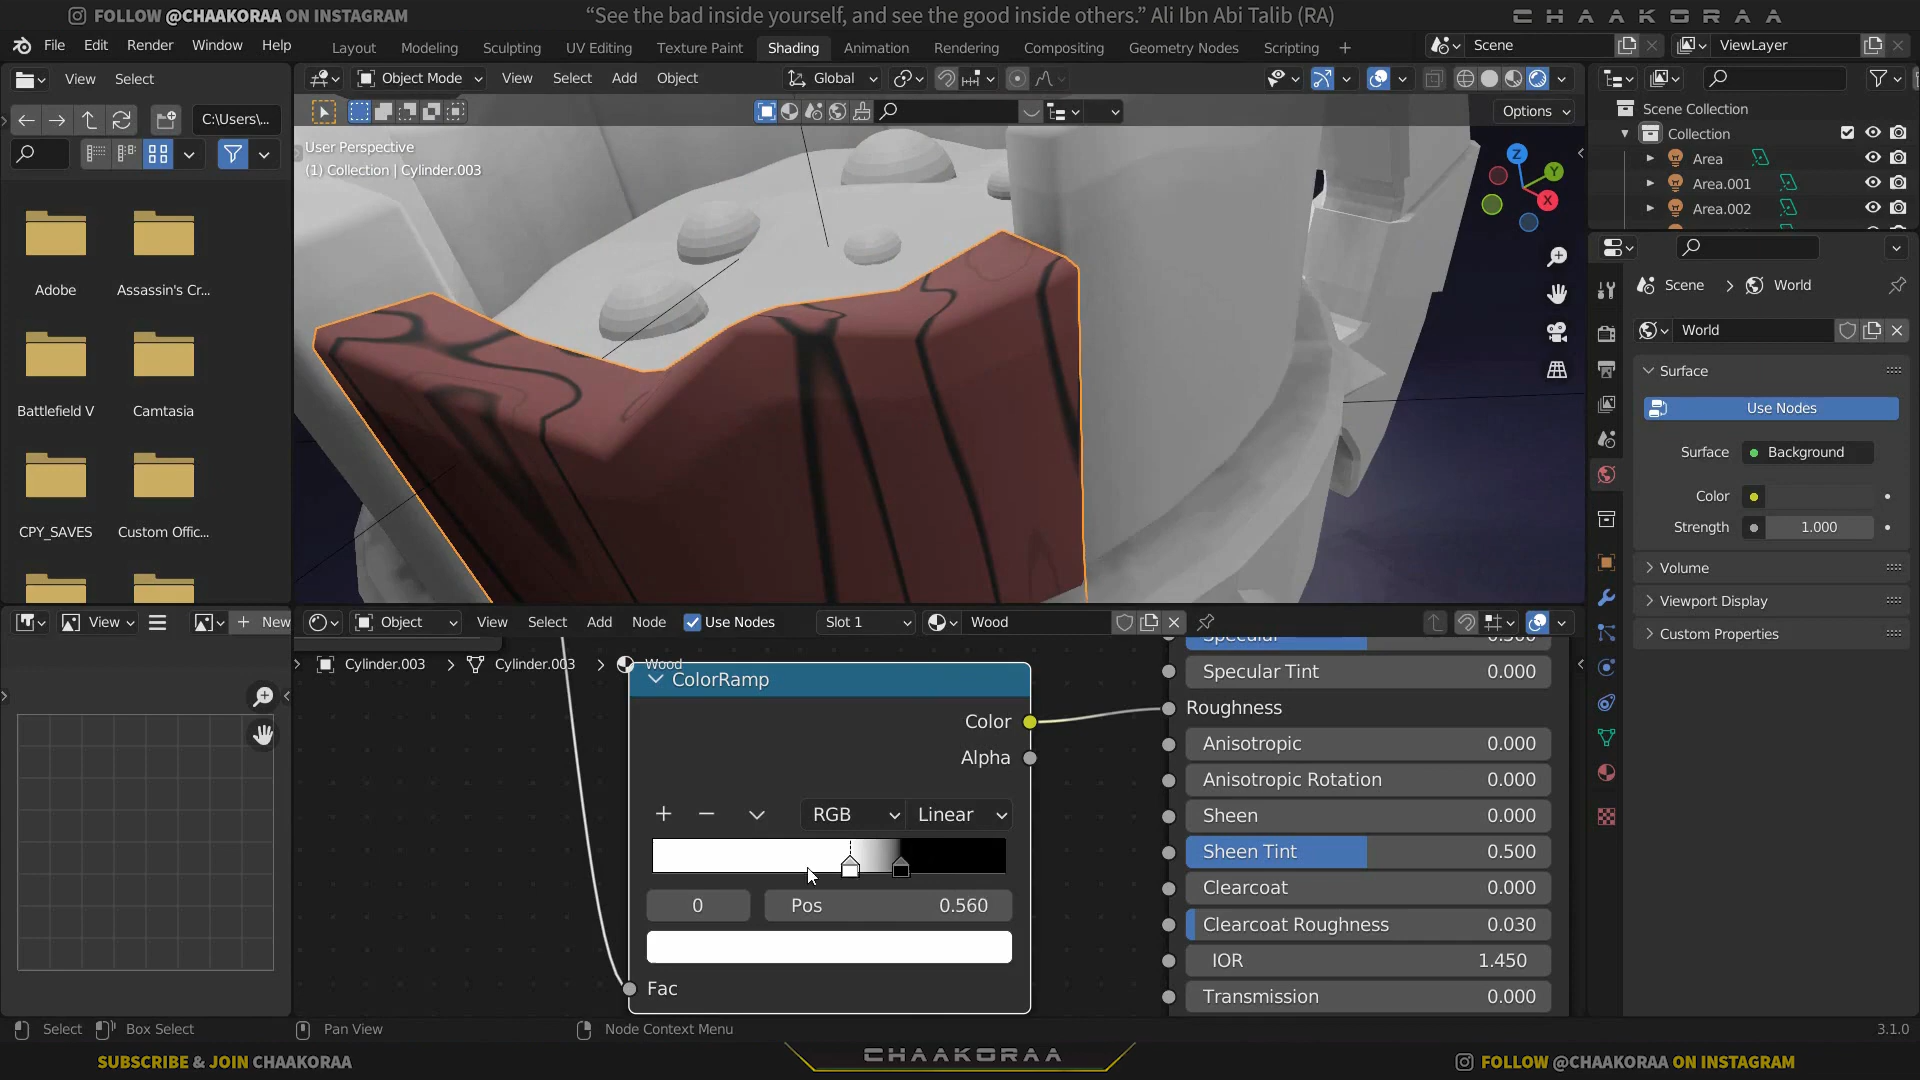 FOLLOW @CHAAKORAA ON INSTAGRAM
“See the bad inside yourself, and see the good inside others.” Ali Ibn Abi Talib (RA)
CHAAKORAA
File Edit Render Window Help
Layout Modeling Sculpting UV Editing Texture Paint Shading Animation Rendering Compositing Geometry Nodes Scripting +
Scene
ViewLayer
View Select
Object Mode View Select Add Object
Global
C:\Users\...
Options
User Perspective
(1) Collection | Cylinder.003
Z
Y
X
Scene Collection
Collection
Area
Area.001
Area.002
Adobe
Assassin's Cr...
Battlefield V
Camtasia
CPY_SAVES
Custom Offic...
Scene > World
World
Surface
Use Nodes
Surface Background
Color
Strength 1.000
Volume
Viewport Display
Custom Properties
View
+ New
Object View Select Add Node Use Nodes Slot 1 Wood
Cylinder.003 > Cylinder.003 > Wood
ColorRamp
Color
Alpha
+ − RGB Linear
0 Pos 0.560
Fac
Specular 0.500
Specular Tint 0.000
Roughness
Anisotropic 0.000
Anisotropic Rotation 0.000
Sheen 0.000
Sheen Tint 0.500
Clearcoat 0.000
Clearcoat Roughness 0.030
IOR 1.450
Transmission 0.000
Select Box Select Pan View Node Context Menu 3.1.0
SUBSCRIBE & JOIN CHAAKORAA
CHAAKORAA
FOLLOW @CHAAKORAA ON INSTAGRAM